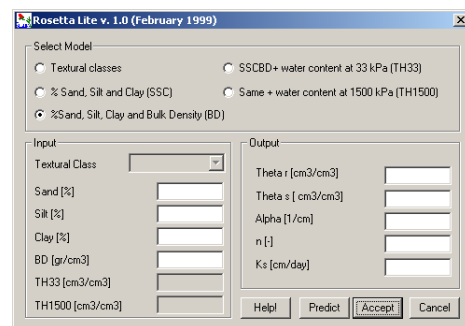 Rosetta Lite v. 1.0 (February 1999)
Select Model
Textural classes
SSCBD+ water content at 33 kPa (TH33)
% Sand, Silt and Clay (SSC)
Same + water content at 1500 kPa (TH1500)
%Sand, Silt, Clay and Bulk Density (BD)
Input
Textural Class
Sand [%]
Silt [%]
Clay [%]
BD [gr/cm3]
TH33 [cm3/cm3]
TH1500 [cm3/cm3]
Output
Theta r [cm3/cm3]
Theta s [ cm3/cm3]
Alpha [1/cm]
n [-]
Ks [cm/day]
Help!
Predict
Accept
Cancel